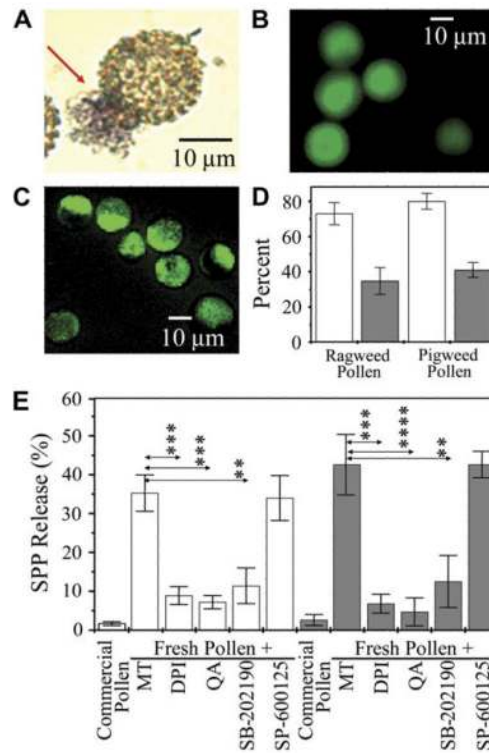 A
10 µm
B
10 µm
C
10 µm
D
80
60
40
20
0
Percent
Ragweed
Pollen
Pigweed
Pollen
E
60
50
40
30
20
10
0
SPP Release (%)
***
***
**
***
****
**
Commercial
Pollen
MT
DPI
QA
SB-202190
SP-600125
Fresh Pollen +
Commercial
Pollen
MT
DPI
QA
SB-202190
SP-600125
Fresh Pollen +